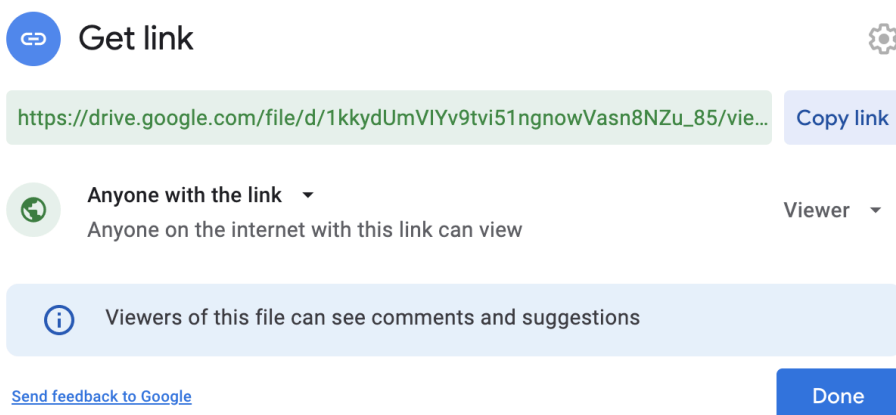 Get link
https://drive.google.com/file/d/1kkydUmVIYv9tvi51ngnowVasn8NZu_85/vie...
Copy link
Anyone with the link
Anyone on the internet with this link can view
Viewer
Viewers of this file can see comments and suggestions
Send feedback to Google
Done